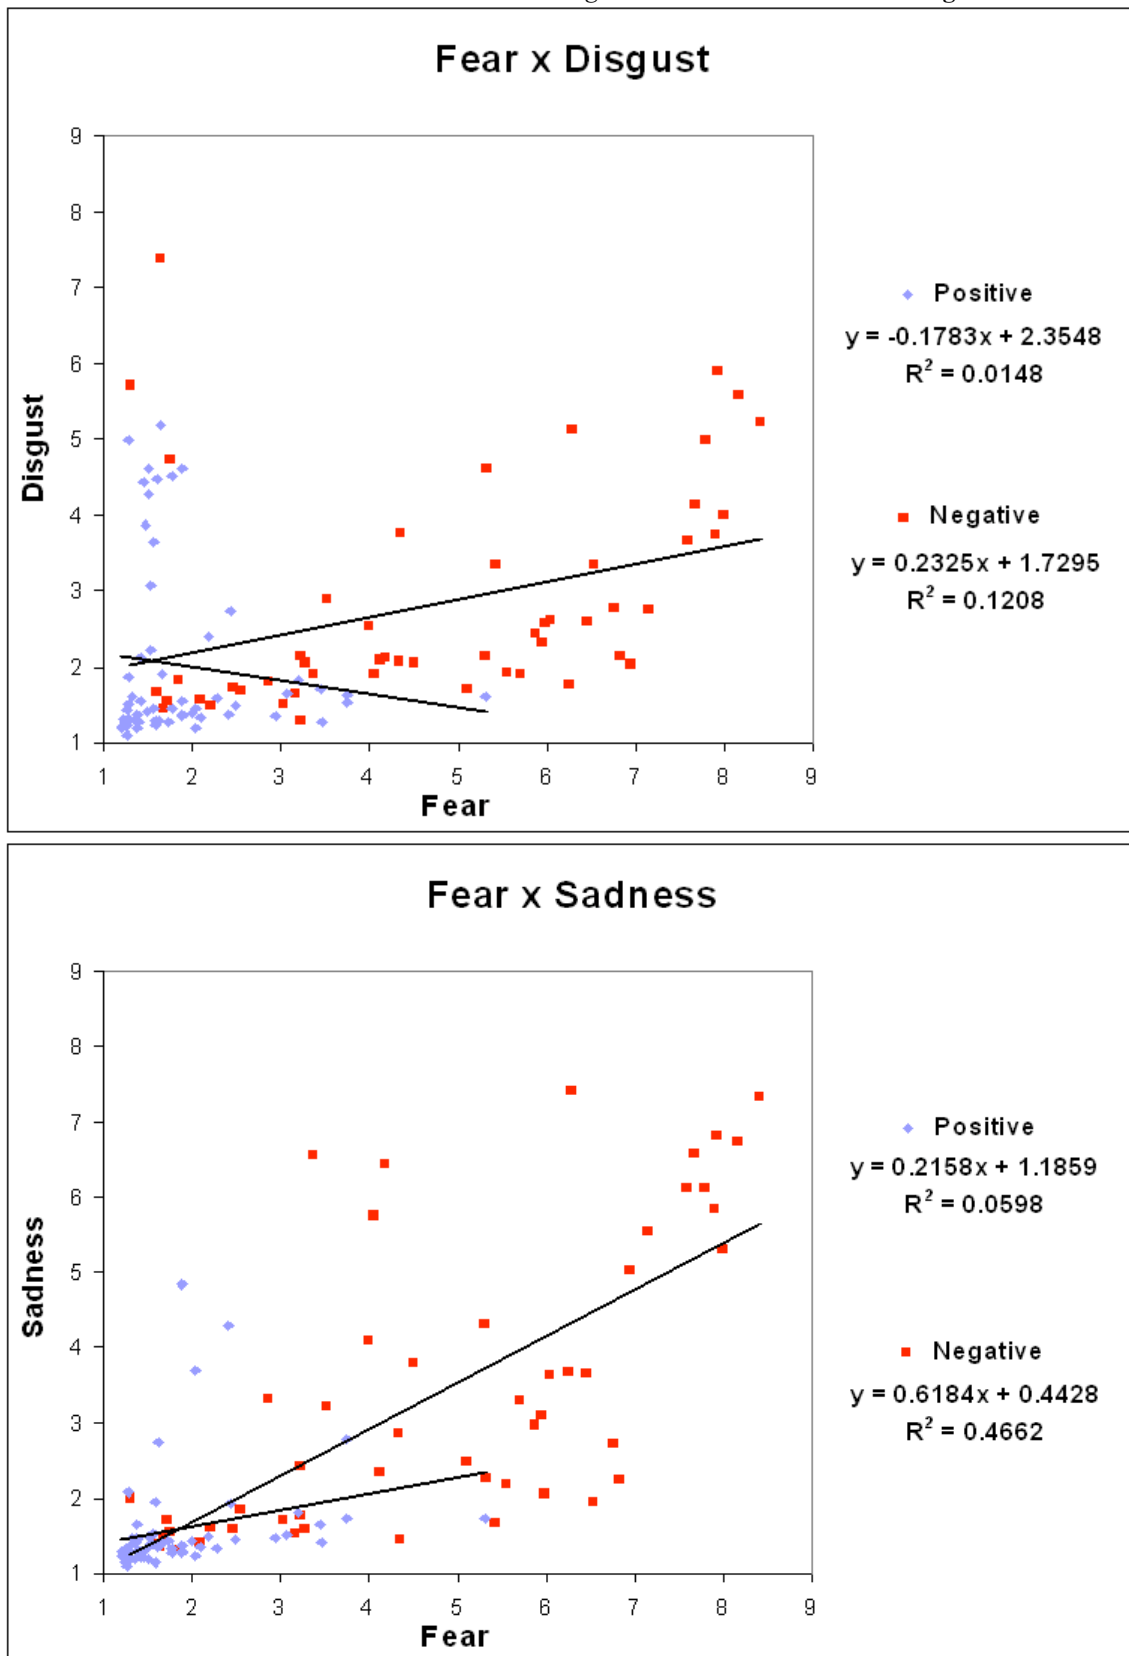 Fear x Disgust
9
8
7
6
5
4
3
2
1
Disgust
1 2 3 4 5 6 7 8 9
Fear
Positive
y = -0.1783x + 2.3548
R² = 0.0148
Negative
y = 0.2325x + 1.7295
R² = 0.1208
Fear x Sadness
9
8
7
6
5
4
3
2
1
Sadness
1 2 3 4 5 6 7 8 9
Fear
Positive
y = 0.2158x + 1.1859
R² = 0.0598
Negative
y = 0.6184x + 0.4428
R² = 0.4662